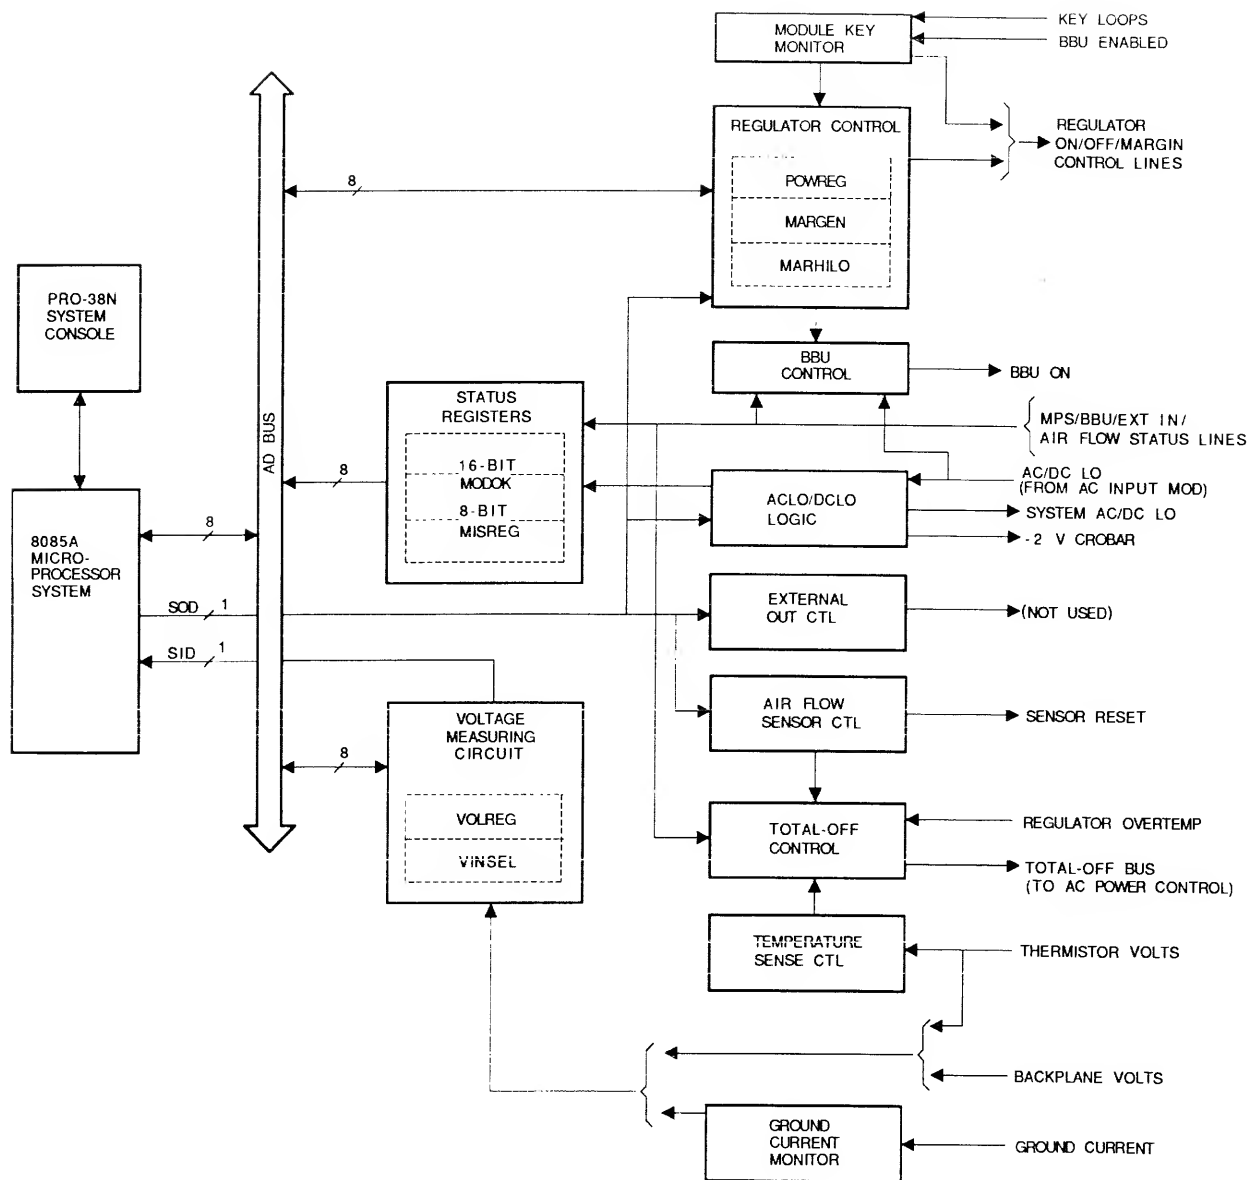 MODULE KEY
MONITOR
KEY LOOPS
BBU ENABLED
REGULATOR CONTROL
POWREG
MARGEN
MARHILO
REGULATOR
ON/OFF/MARGIN
CONTROL LINES
8
PRO-38N
SYSTEM
CONSOLE
AD BUS
BBU
CONTROL
BBU ON
STATUS
REGISTERS
16-BIT
MODOK
8-BIT
MISREG
8
MPS/BBU/EXT IN/
AIR FLOW STATUS LINES
AC/DC LO
(FROM AC INPUT MOD)
ACLO/DCLO
LOGIC
SYSTEM AC/DC LO
-2 V CROBAR
8085A
MICRO-
PROCESSOR
SYSTEM
8
SOD
1
SID
1
EXTERNAL
OUT CTL
(NOT USED)
AIR FLOW
SENSOR CTL
SENSOR RESET
VOLTAGE
MEASURING
CIRCUIT
VOLREG
VINSEL
8
TOTAL-OFF
CONTROL
REGULATOR OVERTEMP
TOTAL-OFF BUS
(TO AC POWER CONTROL)
TEMPERATURE
SENSE CTL
THERMISTOR VOLTS
BACKPLANE VOLTS
GROUND
CURRENT
MONITOR
GROUND CURRENT